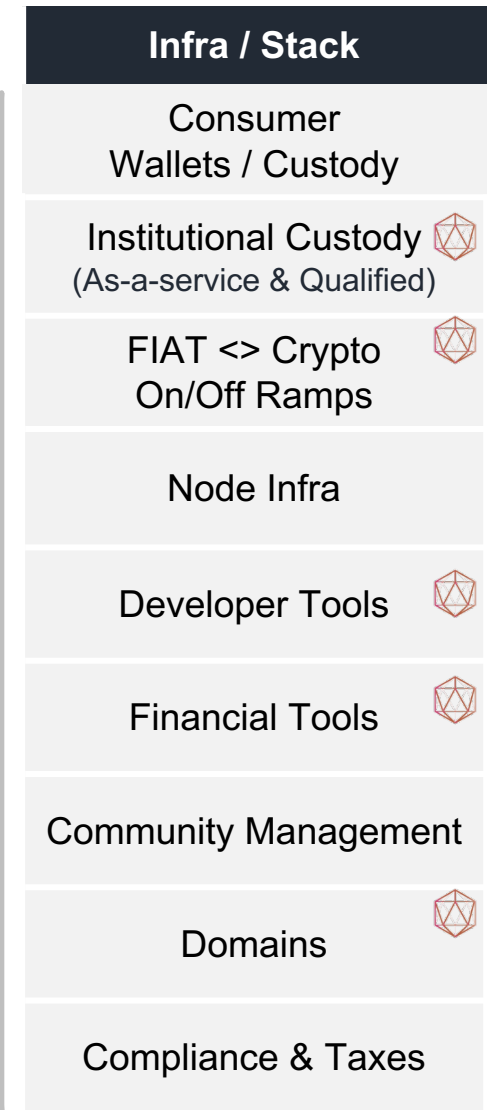 Infra / Stack
Consumer
Wallets / Custody
Institutional Custody
(As-a-service & Qualified)
FIAT <> Crypto
On/Off Ramps
Node Infra
Developer Tools
Financial Tools
Community Management
Domains
Compliance & Taxes